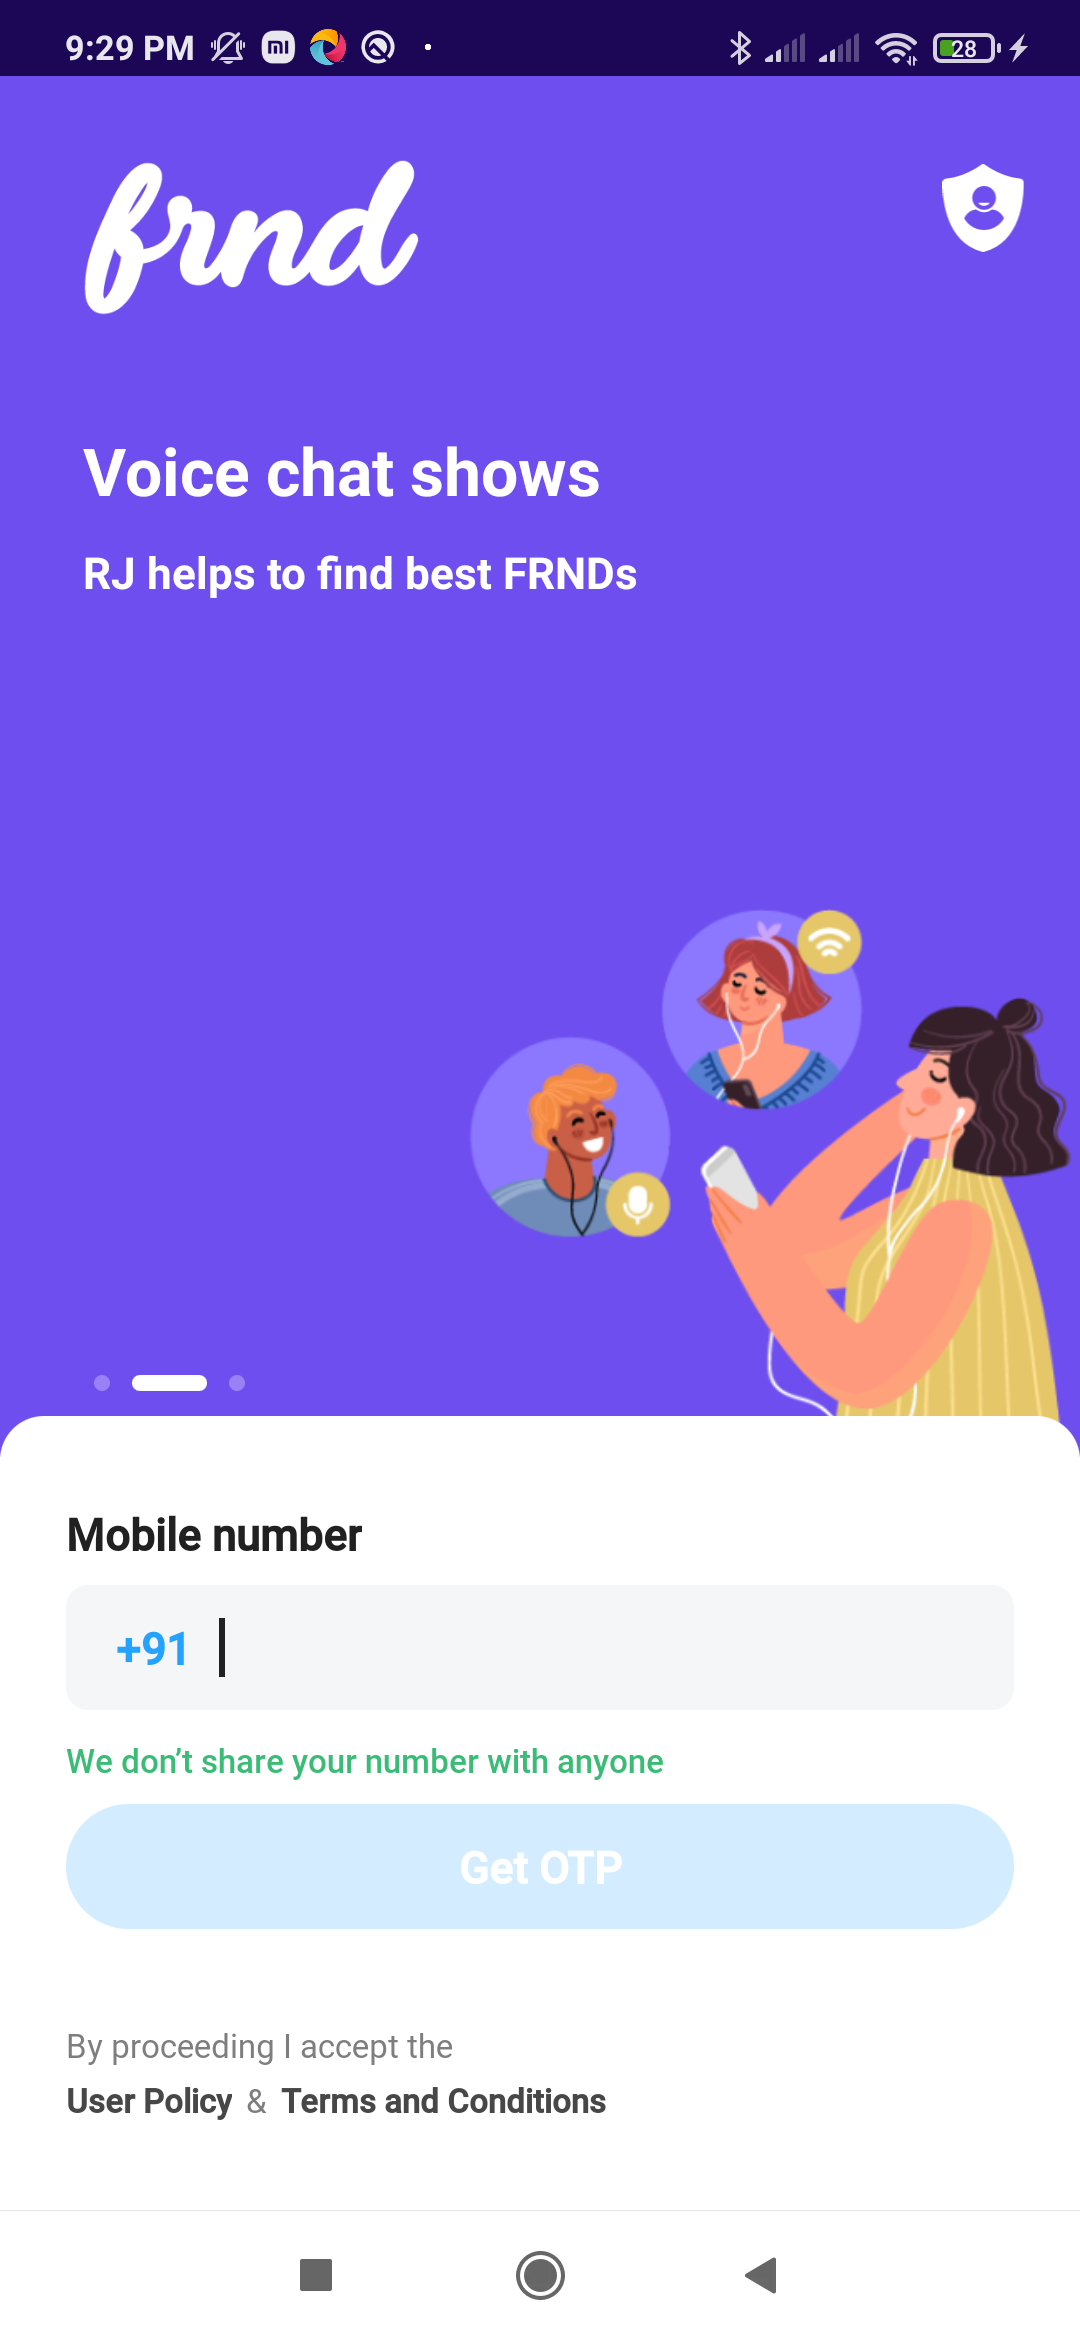 9:29 PM
28
frnd
Voice chat shows
RJ helps to find best FRNDs
Mobile number
+91
We don’t share your number with anyone
Get OTP
By proceeding I accept the
User Policy & Terms and Conditions